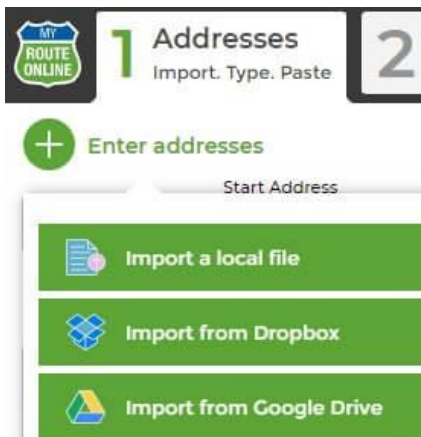 MY
ROUTE
ONLINE
1
Addresses
Import. Type. Paste
2
Enter addresses
Start Address
Import a local file
Import from Dropbox
Import from Google Drive